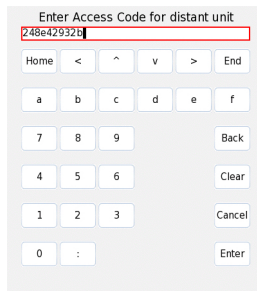 Enter Access Code for distant unit
248e42932b
Home < ^ v > End
a b c d e f
7 8 9 Back
4 5 6 Clear
1 2 3 Cancel
0 : Enter